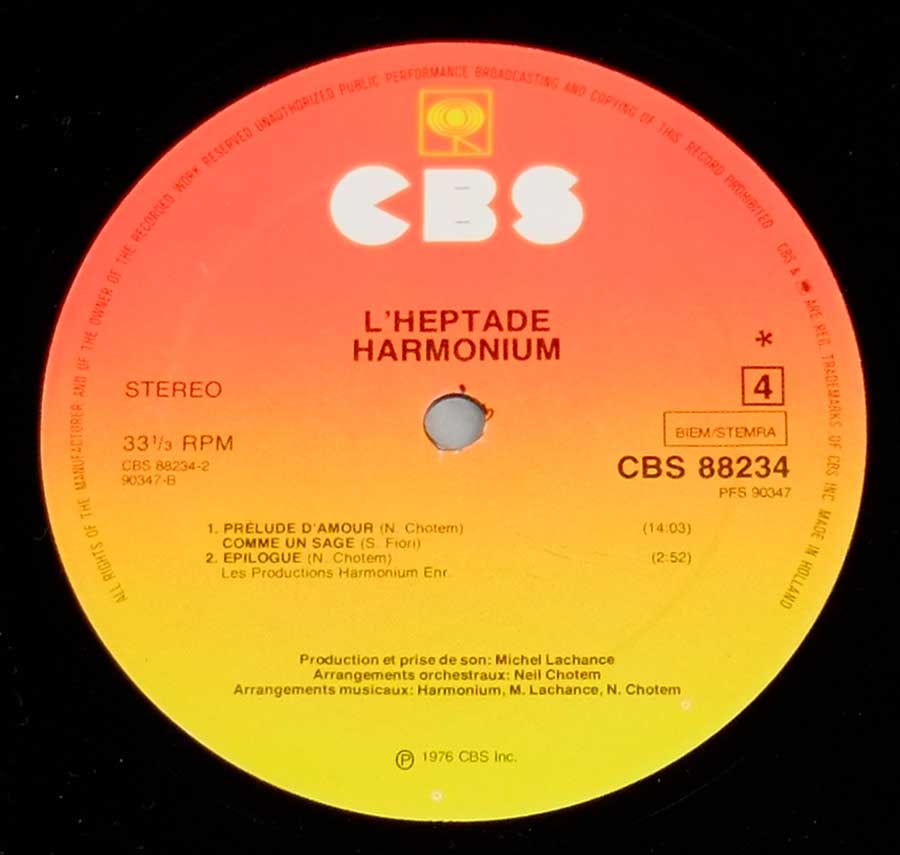 ALL RIGHTS OF THE MANUFACTURER AND OF THE OWNER OF THE RECORDED WORK RESERVED UNAUTHORIZED PUBLIC PERFORMANCE BROADCASTING AND COPYING OF THIS RECORD PROHIBITED CBS & ARE REG. TRADEMARKS OF CBS INC MADE IN HOLLAND
CBS
L'HEPTADE
HARMONIUM
*
STEREO
4
33 1/3 RPM
BIEM/STEMRA
CBS 88234-2
CBS 88234
90347-B
PFS 90347
1. PRÉLUDE D'AMOUR (N. Chotem) (14:03)
COMME UN SAGE (S. Fiori)
2. EPILOGUE (N. Chotem) (2:52)
Les Productions Harmonium Enr.
Production et prise de son: Michel Lachance
Arrangements orchestraux: Neil Chotem
Arrangements musicaux: Harmonium, M. Lachance, N. Chotem
℗ 1976 CBS Inc.